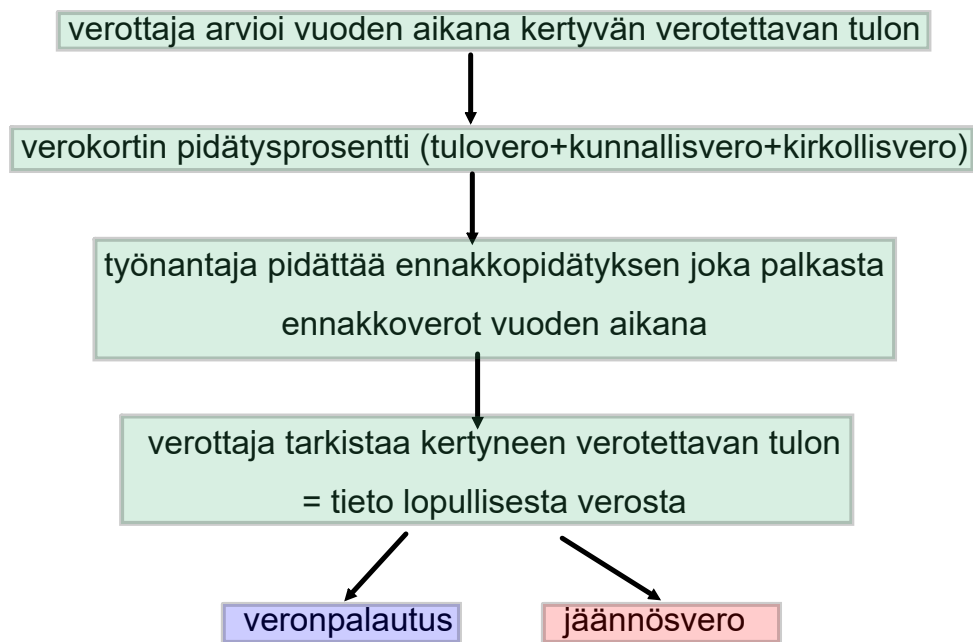 verottaja arvioi vuoden aikana kertyvän verotettavan tulon
verokortin pidätysprosentti (tulovero+kunnallisvero+kirkollisvero)
työnantaja pidättää ennakkopidätyksen joka palkasta
ennakkoverot vuoden aikana
verottaja tarkistaa kertyneen verotettavan tulon
= tieto lopullisesta verosta
veronpalautus
jäännösvero